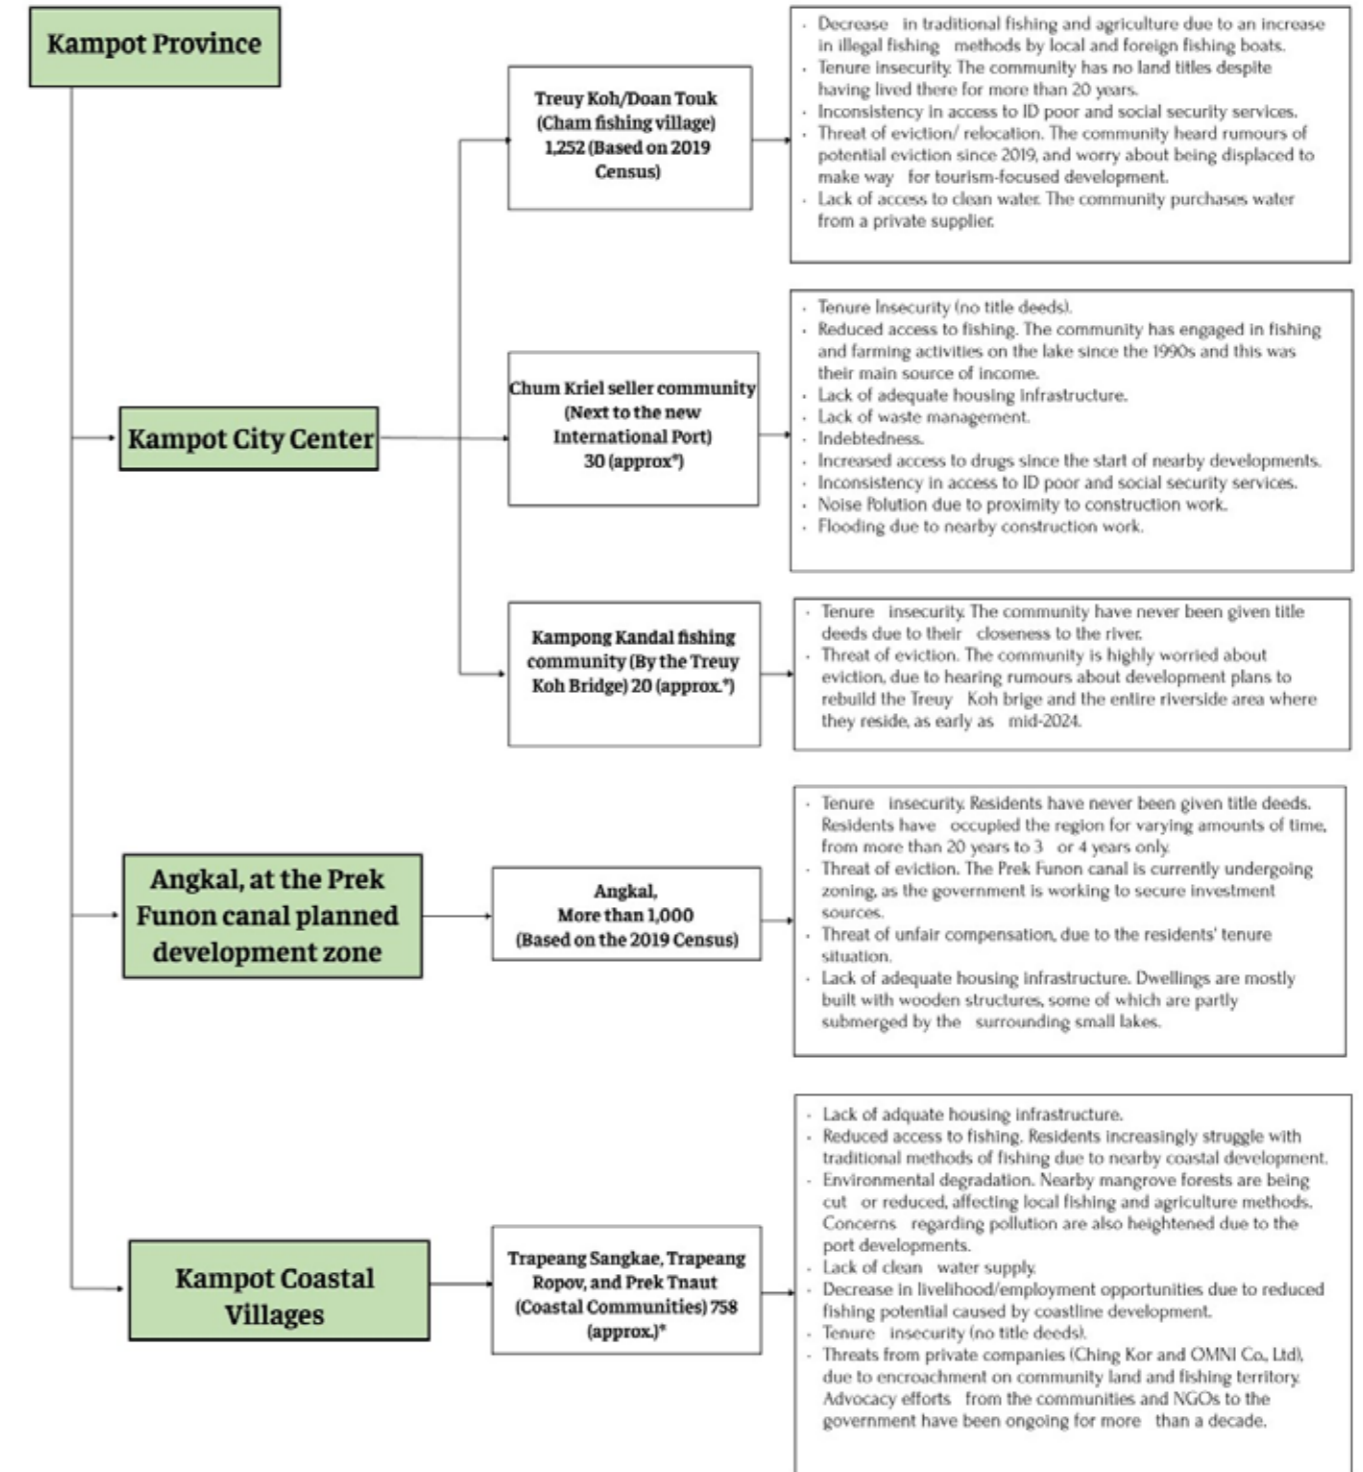 Kampot Province
Treuy Koh/Doan Touk
(Cham fishing village)
1,252 (Based on 2019
Census)
· Decrease in traditional fishing and agriculture due to an increase
in illegal fishing methods by local and foreign fishing boats.
· Tenure insecurity. The community has no land titles despite
having lived there for more than 20 years.
· Inconsistency in access to ID poor and social security services.
· Threat of eviction/ relocation. The community heard rumours of
potential eviction since 2019, and worry about being displaced to
make way for tourism-focused development.
· Lack of access to clean water. The community purchases water
from a private supplier.
Kampot City Center
Chum Kriel seller community
(Next to the new
International Port)
30 (approx*)
· Tenure Insecurity (no title deeds).
· Reduced access to fishing. The community has engaged in fishing
and farming activities on the lake since the 1990s and this was
their main source of income.
· Lack of adequate housing infrastructure.
· Lack of waste management.
· Indebtedness.
· Increased access to drugs since the start of nearby developments.
· Inconsistency in access to ID poor and social security services.
· Noise Polution due to proximity to construction work.
· Flooding due to nearby construction work.
Kampong Kandal fishing
community (By the Treuy
Koh Bridge) 20 (approx.*)
· Tenure insecurity. The community have never been given title
deeds due to their closeness to the river.
· Threat of eviction. The community is highly worried about
eviction, due to hearing rumours about development plans to
rebuild the Treuy Koh brige and the entire riverside area where
they reside, as early as mid-2024.
Angkal, at the Prek
Funon canal planned
development zone
Angkal,
More than 1,000
(Based on the 2019 Census)
· Tenure insecurity. Residents have never been given title deeds.
Residents have occupied the region for varying amounts of time,
from more than 20 years to 3 or 4 years only.
· Threat of eviction. The Prek Funon canal is currently undergoing
zoning, as the government is working to secure investment
sources.
· Threat of unfair compensation, due to the residents' tenure
situation.
· Lack of adequate housing infrastructure. Dwellings are mostly
built with wooden structures, some of which are partly
submerged by the surrounding small lakes.
Kampot Coastal
Villages
Trapeang Sangkae, Trapeang
Ropov, and Prek Tnaut
(Coastal Communities) 758
(approx.)*
· Lack of adquate housing infrastructure.
· Reduced access to fishing. Residents increasingly struggle with
traditional methods of fishing due to nearby coastal development.
· Environmental degradation. Nearby mangrove forests are being
cut or reduced, affecting local fishing and agriculture methods.
Concerns regarding pollution are also heightened due to the
port developments.
· Lack of clean water supply.
· Decrease in livelihood/employment opportunities due to reduced
fishing potential caused by coastline development.
· Tenure insecurity (no title deeds).
· Threats from private companies (Ching Kor and OMNI Co., Ltd),
due to encroachment on community land and fishing territory.
Advocacy efforts from the communities and NGOs to the
government have been ongoing for more than a decade.